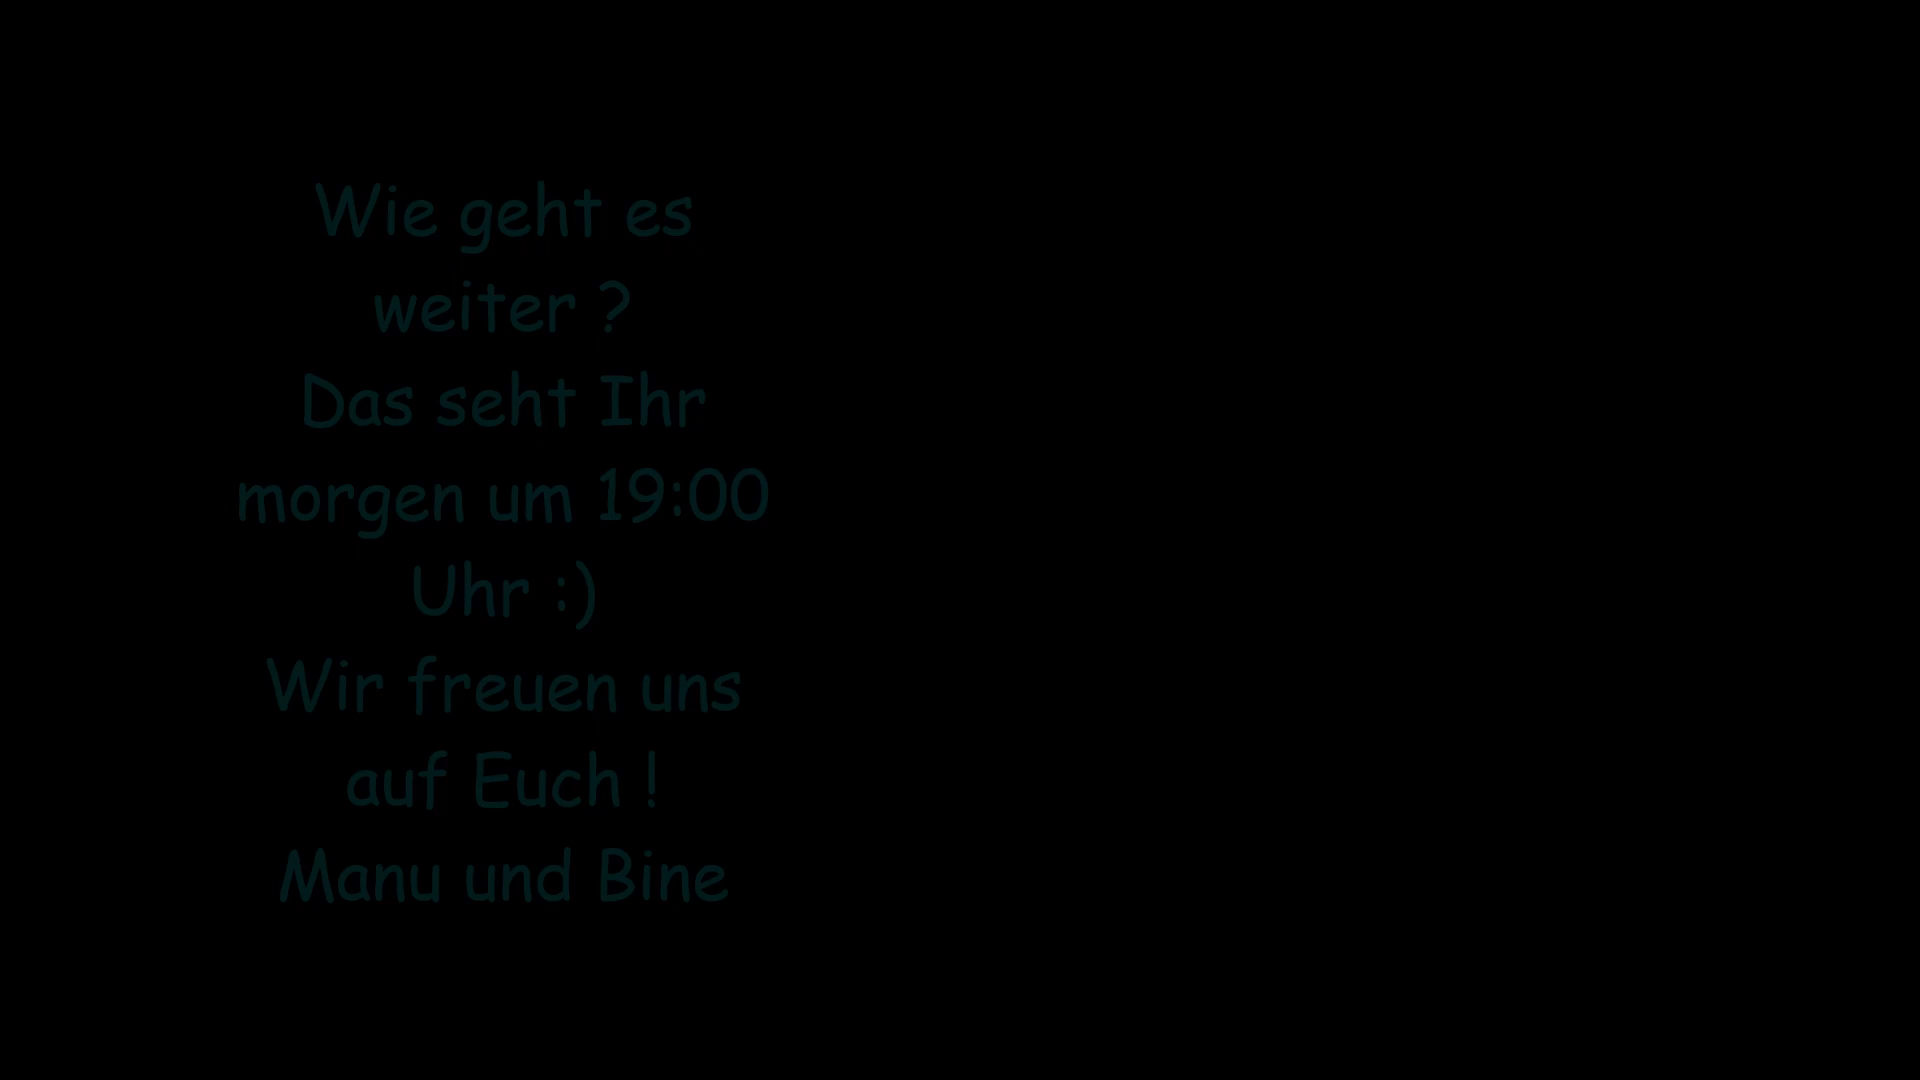 Wie geht es
weiter ?
Das seht Ihr
morgen um 19:00
Uhr :)
Wir freuen uns
auf Euch !
Manu und Bine